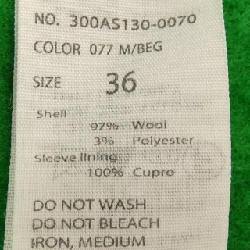 NO. 300AS130-0070
COLOR 077 M/BEG
SIZE 36
Shell
97% Wool
3% Polyester
Sleeve lining
100% Cupro
DO NOT WASH
DO NOT BLEACH
IRON, MEDIUM